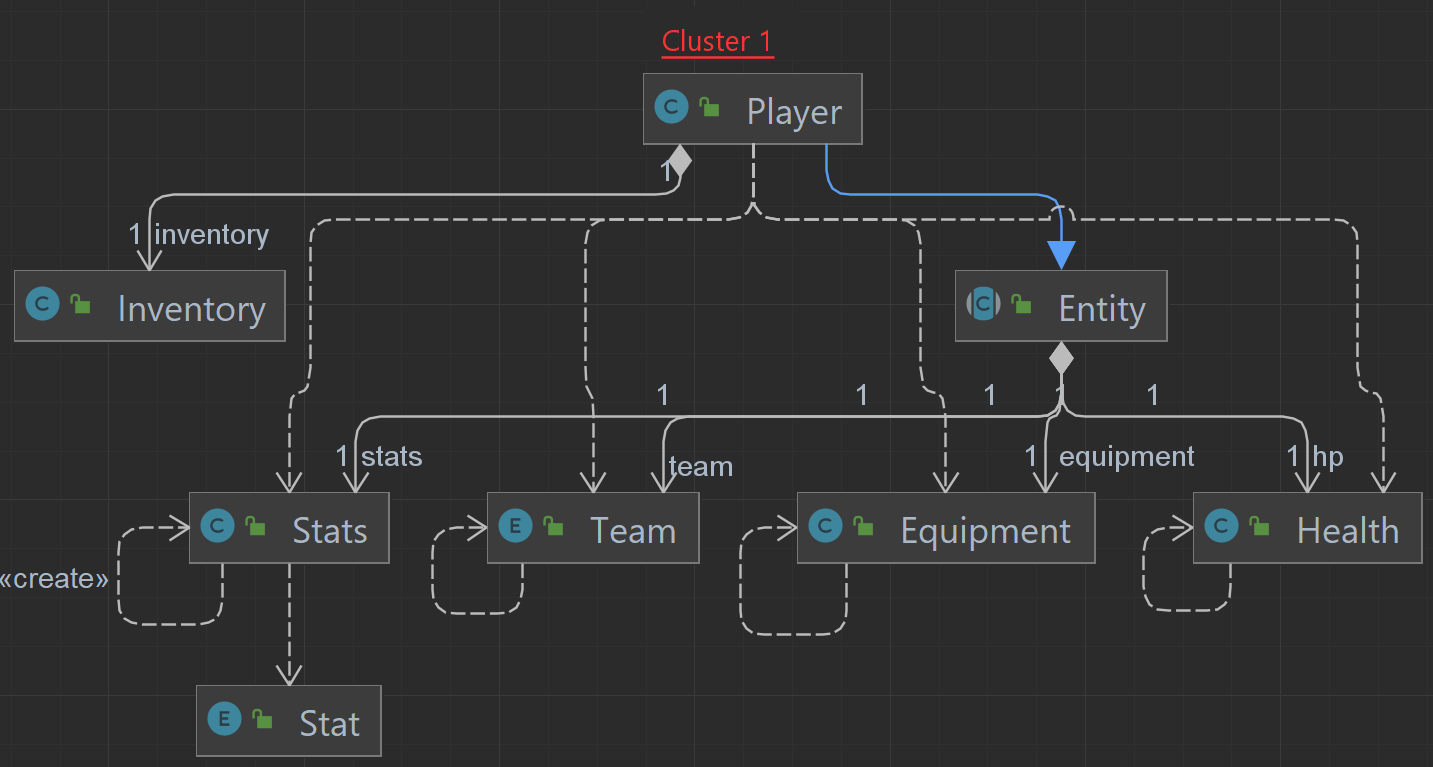 Cluster 1
C Player
1
1 inventory
C Inventory
C Entity
1 1 1 1 1
1 stats
team
1 equipment
1 hp
C Stats
E Team
C Equipment
C Health
«create»
E Stat